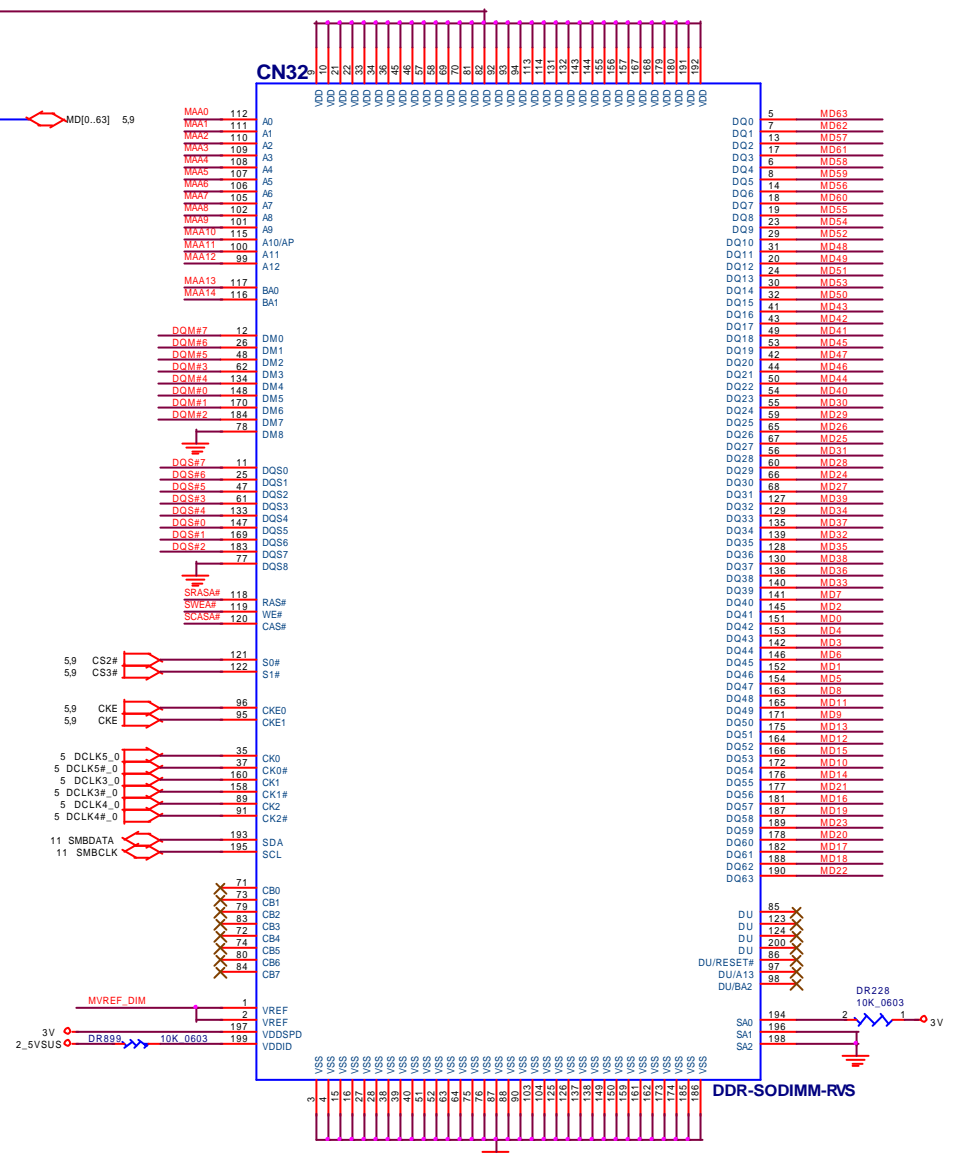 CN32
9 10 21 22 33 34 36 45 46 57 58 69 70 81 82 92 93 94 113 114 131 132 143 144 155 156 157 167 168 179 180 191 192
VDD VDD VDD VDD VDD VDD VDD VDD VDD VDD VDD VDD VDD VDD VDD VDD VDD VDD VDD VDD VDD VDD VDD VDD VDD VDD VDD VDD VDD VDD VDD VDD VDD
MD[0..63] 5,9
MAA0 112 A0
MAA1 111 A1
MAA2 110 A2
MAA3 109 A3
MAA4 108 A4
MAA5 107 A5
MAA6 106 A6
MAA7 105 A7
MAA8 102 A8
MAA9 101 A9
MAA10 115 A10/AP
MAA11 100 A11
MAA12 99 A12
MAA13 117 BA0
MAA14 116 BA1
DQM#7 12 DM0
DQM#6 26 DM1
DQM#5 48 DM2
DQM#3 62 DM3
DQM#4 134 DM4
DQM#0 148 DM5
DQM#1 170 DM6
DQM#2 184 DM7
78 DM8
DQS#7 11 DQS0
DQS#6 25 DQS1
DQS#5 47 DQS2
DQS#3 61 DQS3
DQS#4 133 DQS4
DQS#0 147 DQS5
DQS#1 169 DQS6
DQS#2 183 DQS7
77 DQS8
SRASA# 118 RAS#
SWEA# 119 WE#
SCASA# 120 CAS#
5,9 CS2# 121 S0#
5,9 CS3# 122 S1#
5,9 CKE 96 CKE0
5,9 CKE 95 CKE1
5 DCLK5_0 35 CK0
5 DCLK5#_0 37 CK0#
5 DCLK3_0 160 CK1
5 DCLK3#_0 158 CK1#
5 DCLK4_0 89 CK2
5 DCLK4#_0 91 CK2#
11 SMBDATA 193 SDA
11 SMBCLK 195 SCL
71 CB0
73 CB1
79 CB2
83 CB3
72 CB4
74 CB5
80 CB6
84 CB7
MVREF_DIM 1 VREF
2 VREF
3V 197 VDDSPD
2_5VSUS DR899 10K_0603 199 VDDID
DQ0 5 MD63
DQ1 7 MD62
DQ2 13 MD57
DQ3 17 MD61
DQ4 6 MD58
DQ5 8 MD59
DQ6 14 MD56
DQ7 18 MD60
DQ8 19 MD55
DQ9 23 MD54
DQ10 29 MD52
DQ11 31 MD48
DQ12 20 MD49
DQ13 24 MD51
DQ14 30 MD53
DQ15 32 MD50
DQ16 41 MD43
DQ17 43 MD42
DQ18 49 MD41
DQ19 53 MD45
DQ20 42 MD47
DQ21 44 MD46
DQ22 50 MD44
DQ23 54 MD40
DQ24 55 MD30
DQ25 59 MD29
DQ26 65 MD26
DQ27 67 MD25
DQ28 56 MD31
DQ29 60 MD28
DQ30 66 MD24
DQ31 68 MD27
DQ32 127 MD39
DQ33 129 MD34
DQ34 135 MD37
DQ35 139 MD32
DQ36 128 MD35
DQ37 130 MD38
DQ38 136 MD36
DQ39 140 MD33
DQ40 141 MD7
DQ41 145 MD2
DQ42 151 MD0
DQ43 153 MD4
DQ44 142 MD3
DQ45 146 MD6
DQ46 152 MD1
DQ47 154 MD5
DQ48 163 MD8
DQ49 165 MD11
DQ50 171 MD9
DQ51 175 MD13
DQ52 164 MD12
DQ53 166 MD15
DQ54 172 MD10
DQ55 176 MD14
DQ56 177 MD21
DQ57 181 MD16
DQ58 187 MD19
DQ59 189 MD23
DQ60 178 MD20
DQ61 182 MD17
DQ62 188 MD18
DQ63 190 MD22
DU 85
DU 123
DU 124
DU 200
DU/RESET# 86
DU/A13 97
DU/BA2 98
DR228
10K_0603
SA0 194 2 1 3V
SA1 196
SA2 198
VSS VSS VSS VSS VSS VSS VSS VSS VSS VSS VSS VSS VSS VSS VSS VSS VSS VSS VSS VSS VSS VSS VSS VSS VSS VSS VSS VSS VSS VSS VSS VSS VSS
3 4 15 16 27 28 38 39 40 51 52 63 64 75 76 87 88 90 103 104 125 126 137 138 149 150 159 161 162 173 174 185 186
DDR-SODIMM-RVS